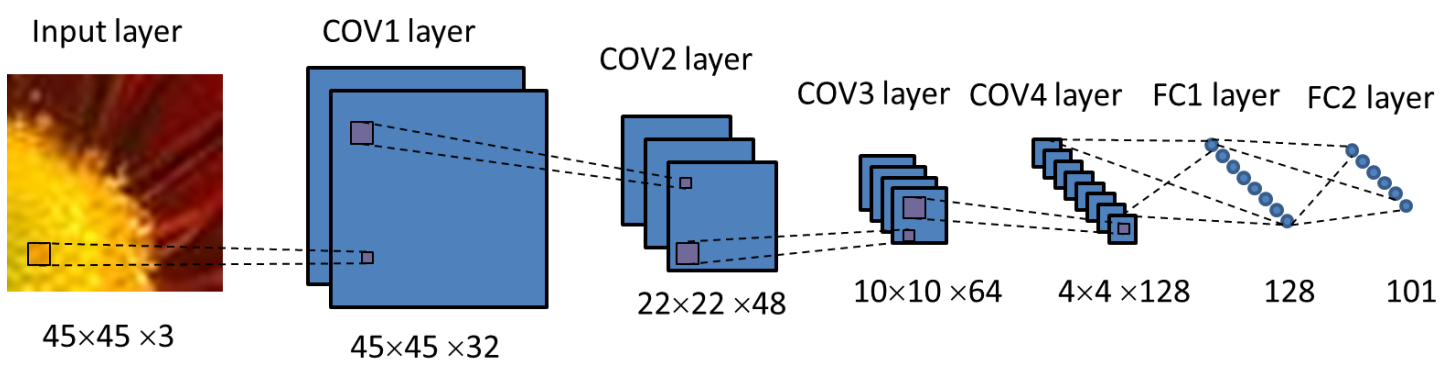 Input layer
COV1 layer
COV2 layer
COV3 layer
COV4 layer
FC1 layer
FC2 layer
45×45 ×3
45×45 ×32
22×22 ×48
10×10 ×64
4×4 ×128
128
101